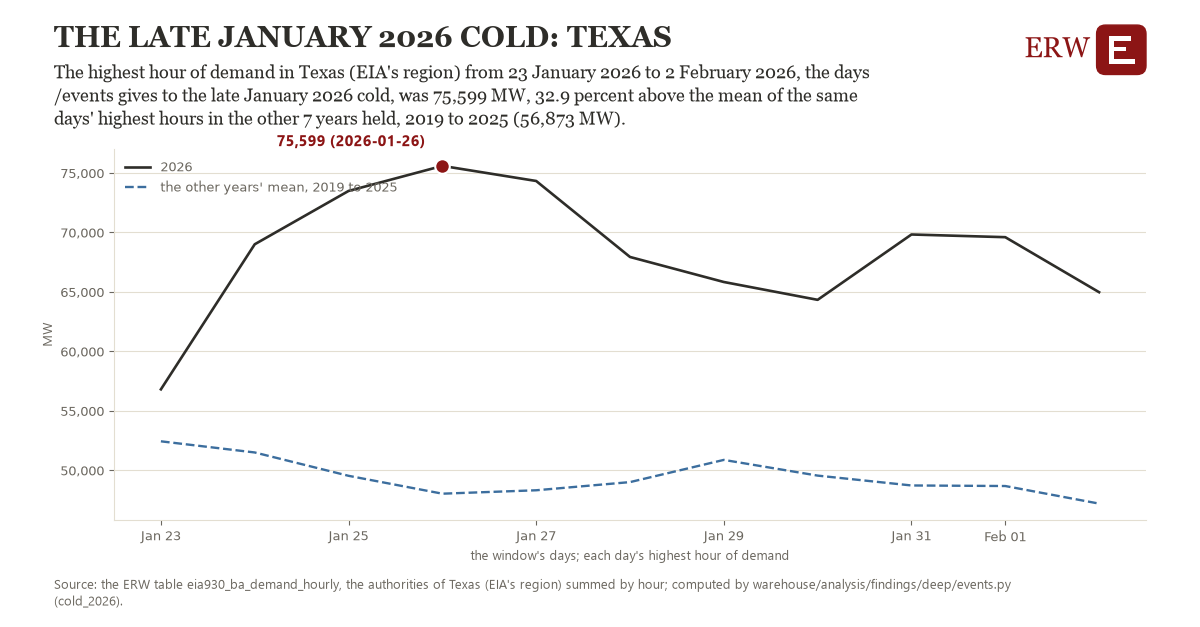 THE LATE JANUARY 2026 COLD: TEXAS
ERW E
The highest hour of demand in Texas (EIA's region) from 23 January 2026 to 2 February 2026, the days
/events gives to the late January 2026 cold, was 75,599 MW, 32.9 percent above the mean of the same
days' highest hours in the other 7 years held, 2019 to 2025 (56,873 MW).
75,599 (2026-01-26)
2026
the other years' mean, 2019 to 2025
75,000
70,000
65,000
60,000
55,000
50,000
MW
Jan 23 Jan 25 Jan 27 Jan 29 Jan 31 Feb 01
the window's days; each day's highest hour of demand
Source: the ERW table eia930_ba_demand_hourly, the authorities of Texas (EIA's region) summed by hour; computed by warehouse/analysis/findings/deep/events.py
(cold_2026).